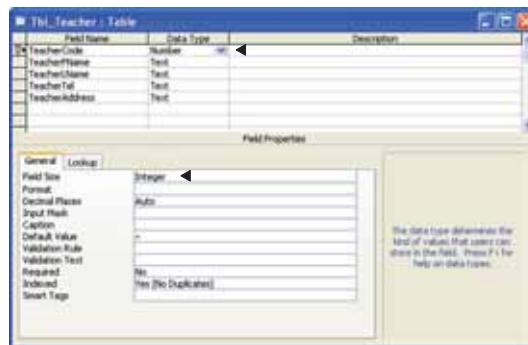 Tbl_Teacher : Table
Field Name Data Type Description
TeacherCode Number
TeacherFName Text
TeacherLName Text
TeacherTel Text
TeacherAddress Text
Field Properties
General Lookup
Field Size Integer
Format
Decimal Places Auto
Input Mask
Caption
Default Value
Validation Rule
Validation Text
Required No
Indexed Yes (No Duplicates)
Smart Tags
The data type determines the
kind of values that users can
store in the field. Press F1 for
help on data types.